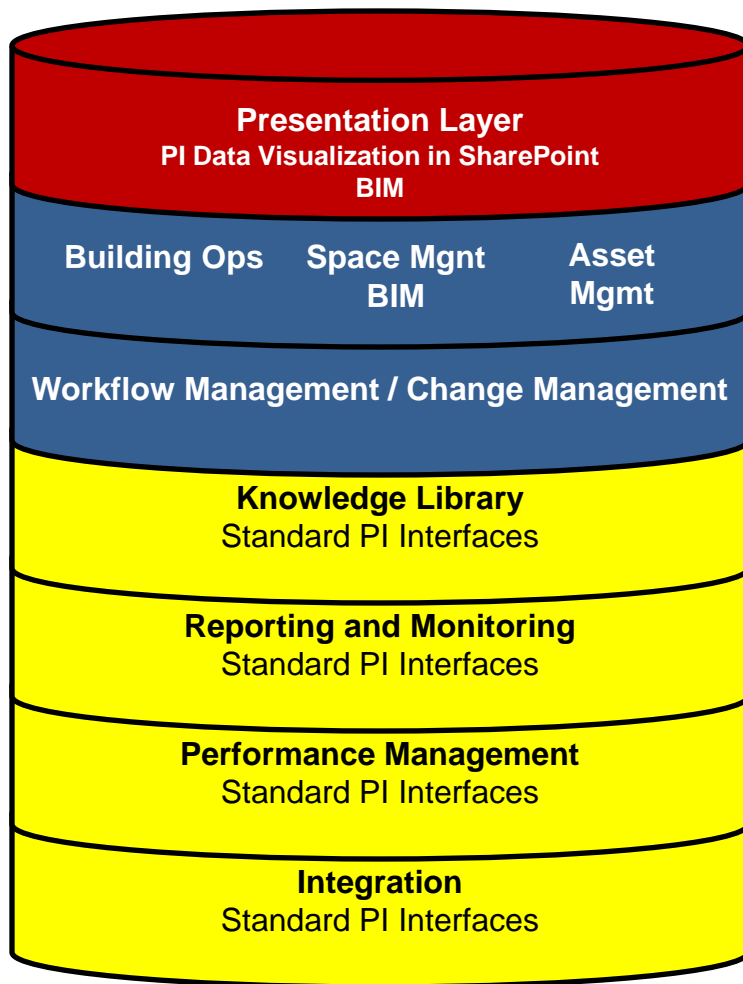 Presentation Layer
PI Data Visualization in SharePoint
BIM
Building Ops
Space Mgnt
BIM
Asset
Mgmt
Workflow Management / Change Management
Knowledge Library
Standard PI Interfaces
Reporting and Monitoring
Standard PI Interfaces
Performance Management
Standard PI Interfaces
Integration
Standard PI Interfaces